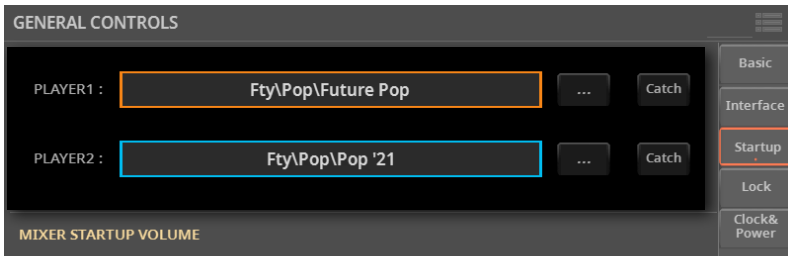 GENERAL CONTROLS
Basic
PLAYER1 : Fty\Pop\Future Pop ... Catch
Interface
Startup
PLAYER2 : Fty\Pop\Pop '21 ... Catch
Lock
Clock&
Power
MIXER STARTUP VOLUME